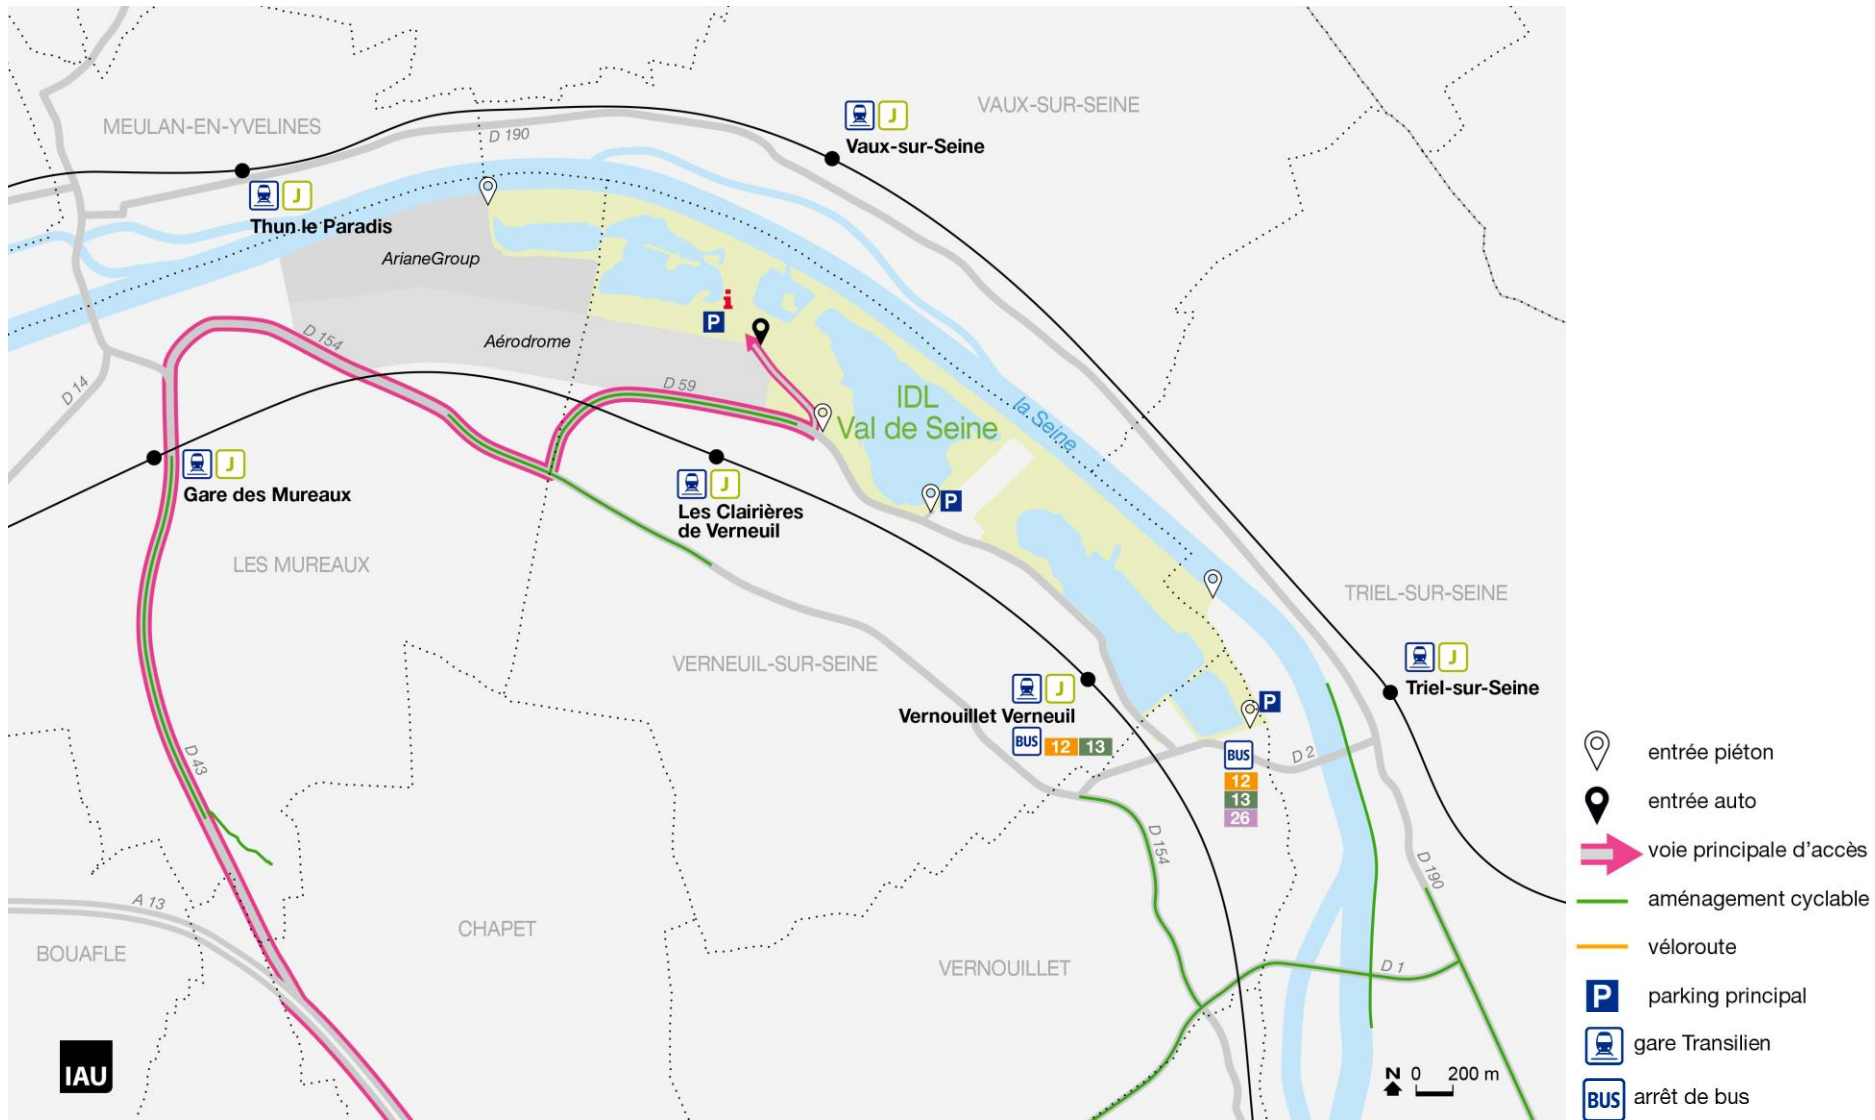 MEULAN-EN-YVELINES
D 190
J
Vaux-sur-Seine
VAUX-SUR-SEINE
J
Thun le Paradis
ArianeGroup
i
P
Aérodrome
D 154
D 14
D 59
IDL
Val de Seine
la Seine
J
Gare des Mureaux
J
Les Clairières
de Verneuil
P
LES MUREAUX
TRIEL-SUR-SEINE
VERNEUIL-SUR-SEINE
J
Triel-sur-Seine
J
Vernouillet Verneuil
BUS 12 13
P
BUS
12
13
26
D 2
D 43
D 154
D 190
A 13
BOUAFLE
CHAPET
VERNOUILLET
D 1
IAU
N 0 200 m
entrée piéton
entrée auto
voie principale d'accès
aménagement cyclable
véloroute
P parking principal
gare Transilien
BUS arrêt de bus